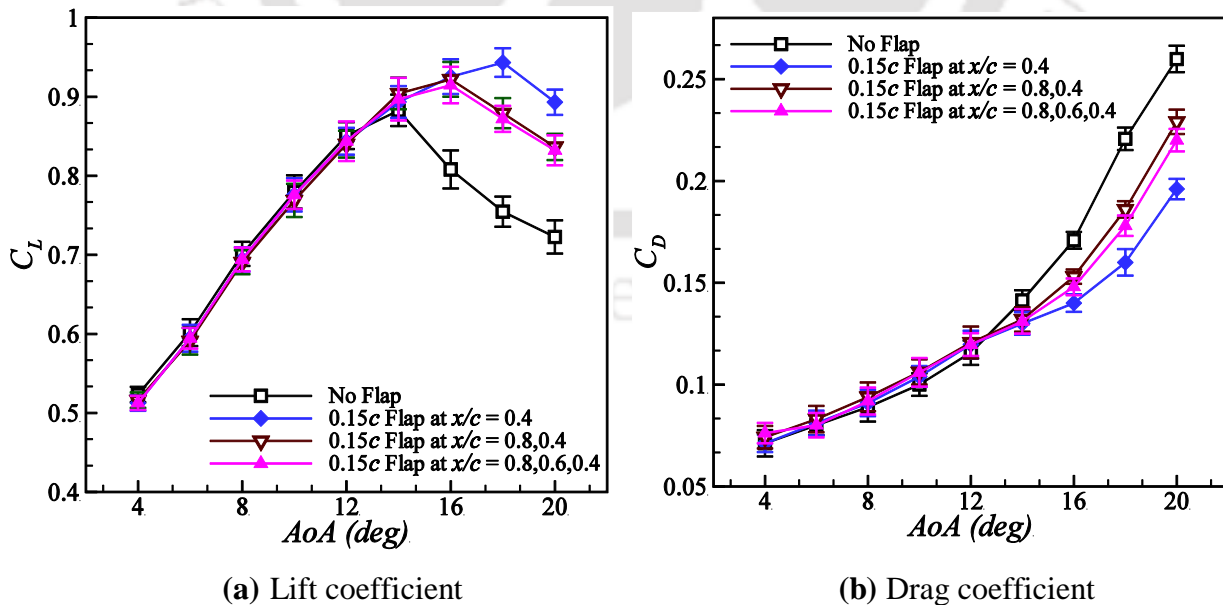 1
0.9
0.8
0.7
0.6
0.5
0.4
C_L
No Flap
0.15c Flap at x/c = 0.4
0.15c Flap at x/c = 0.8,0.4
0.15c Flap at x/c = 0.8,0.6,0.4
4 8 12 16 20
AoA (deg)
(a) Lift coefficient
No Flap
0.15c Flap at x/c = 0.4
0.15c Flap at x/c = 0.8,0.4
0.15c Flap at x/c = 0.8,0.6,0.4
0.25
0.2
0.15
0.1
0.05
C_D
4 8 12 16 20
AoA (deg)
(b) Drag coefficient